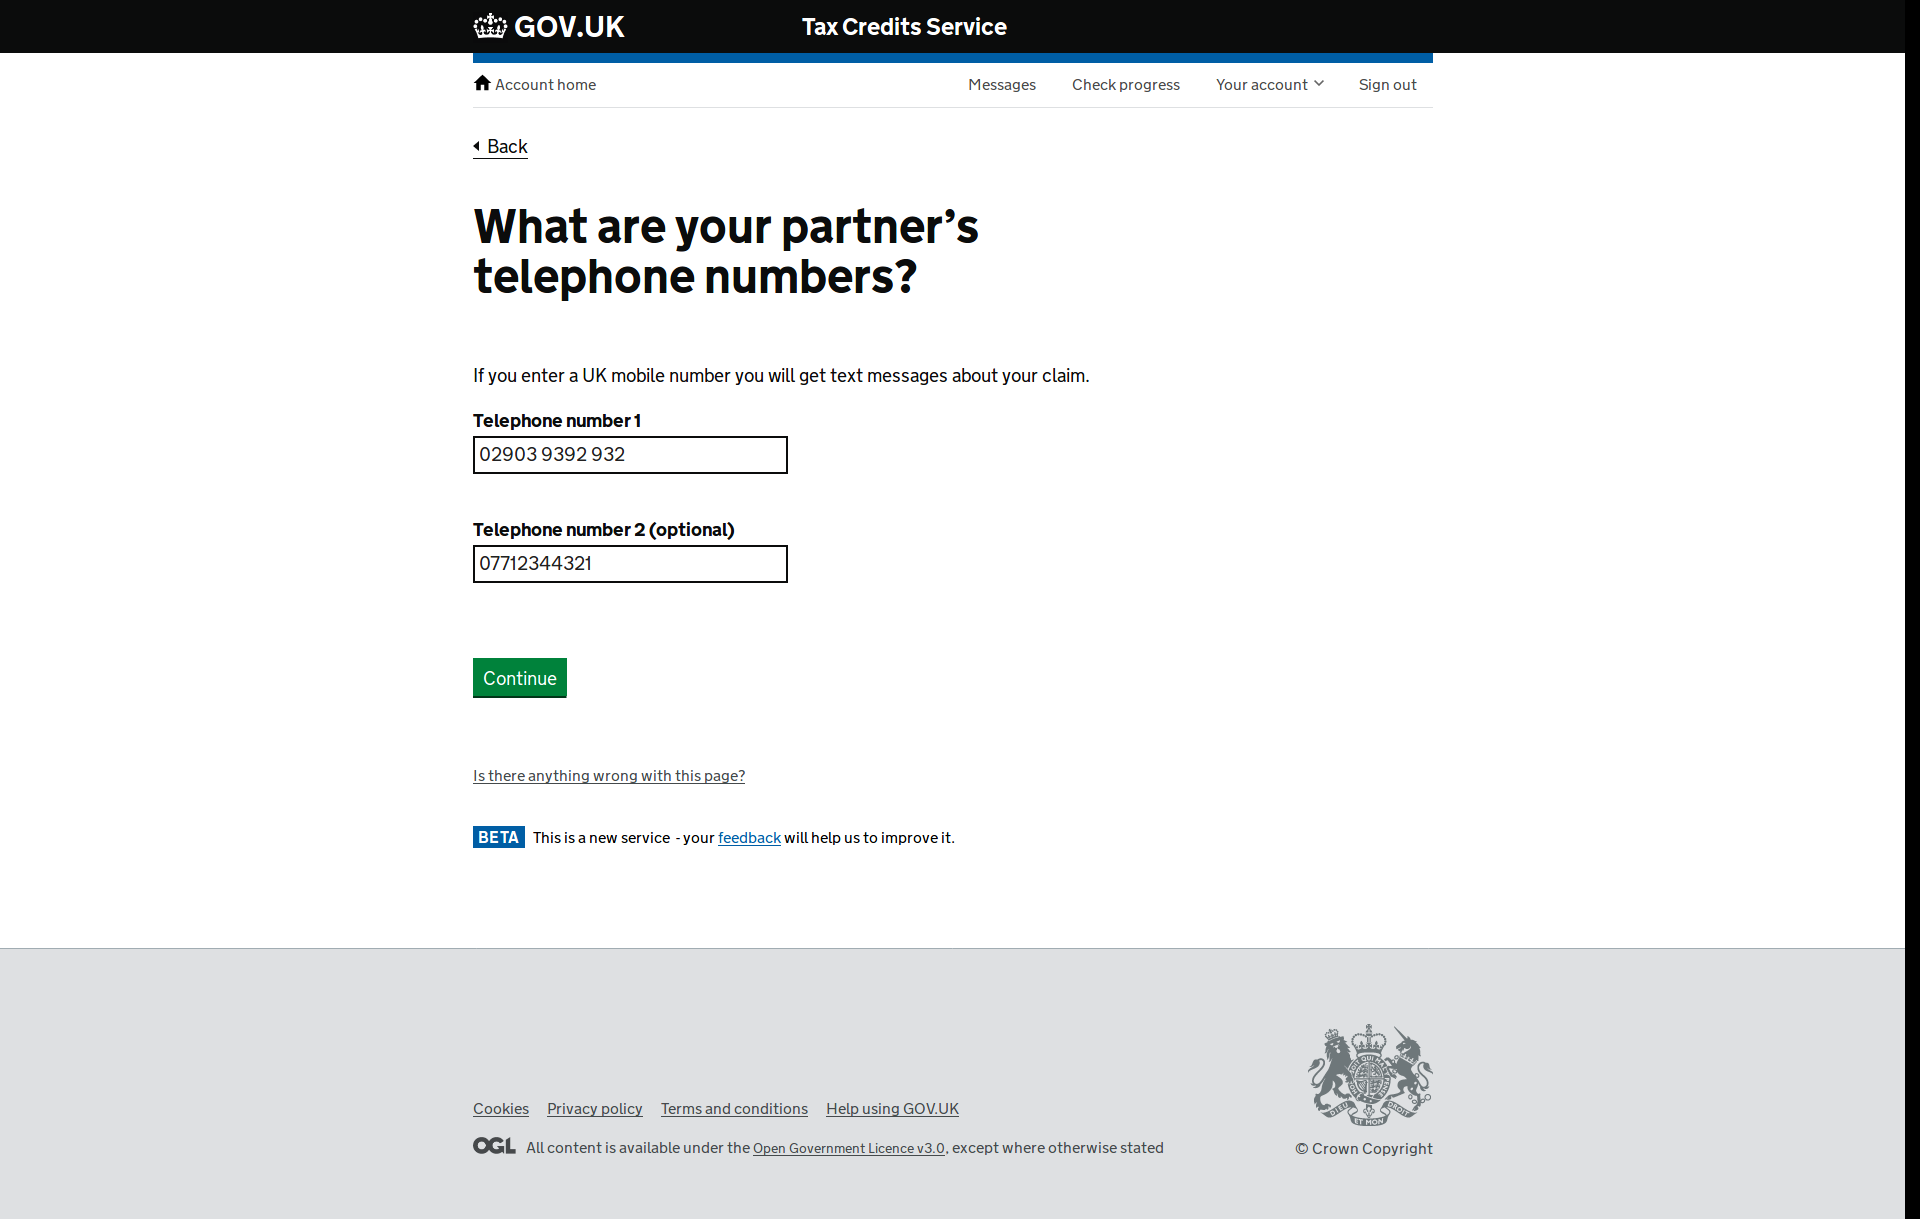 GOV.UK
Tax Credits Service
Account home
Messages
Check progress
Your account
Sign out
Back
What are your partner’s
telephone numbers?
If you enter a UK mobile number you will get text messages about your claim.
Telephone number 1
02903 9392 932
Telephone number 2 (optional)
07712344321
Continue
Is there anything wrong with this page?
BETA This is a new service - your feedback will help us to improve it.
Cookies
Privacy policy
Terms and conditions
Help using GOV.UK
OGL All content is available under the Open Government Licence v3.0, except where otherwise stated
DIEU ET MON DROIT
© Crown Copyright